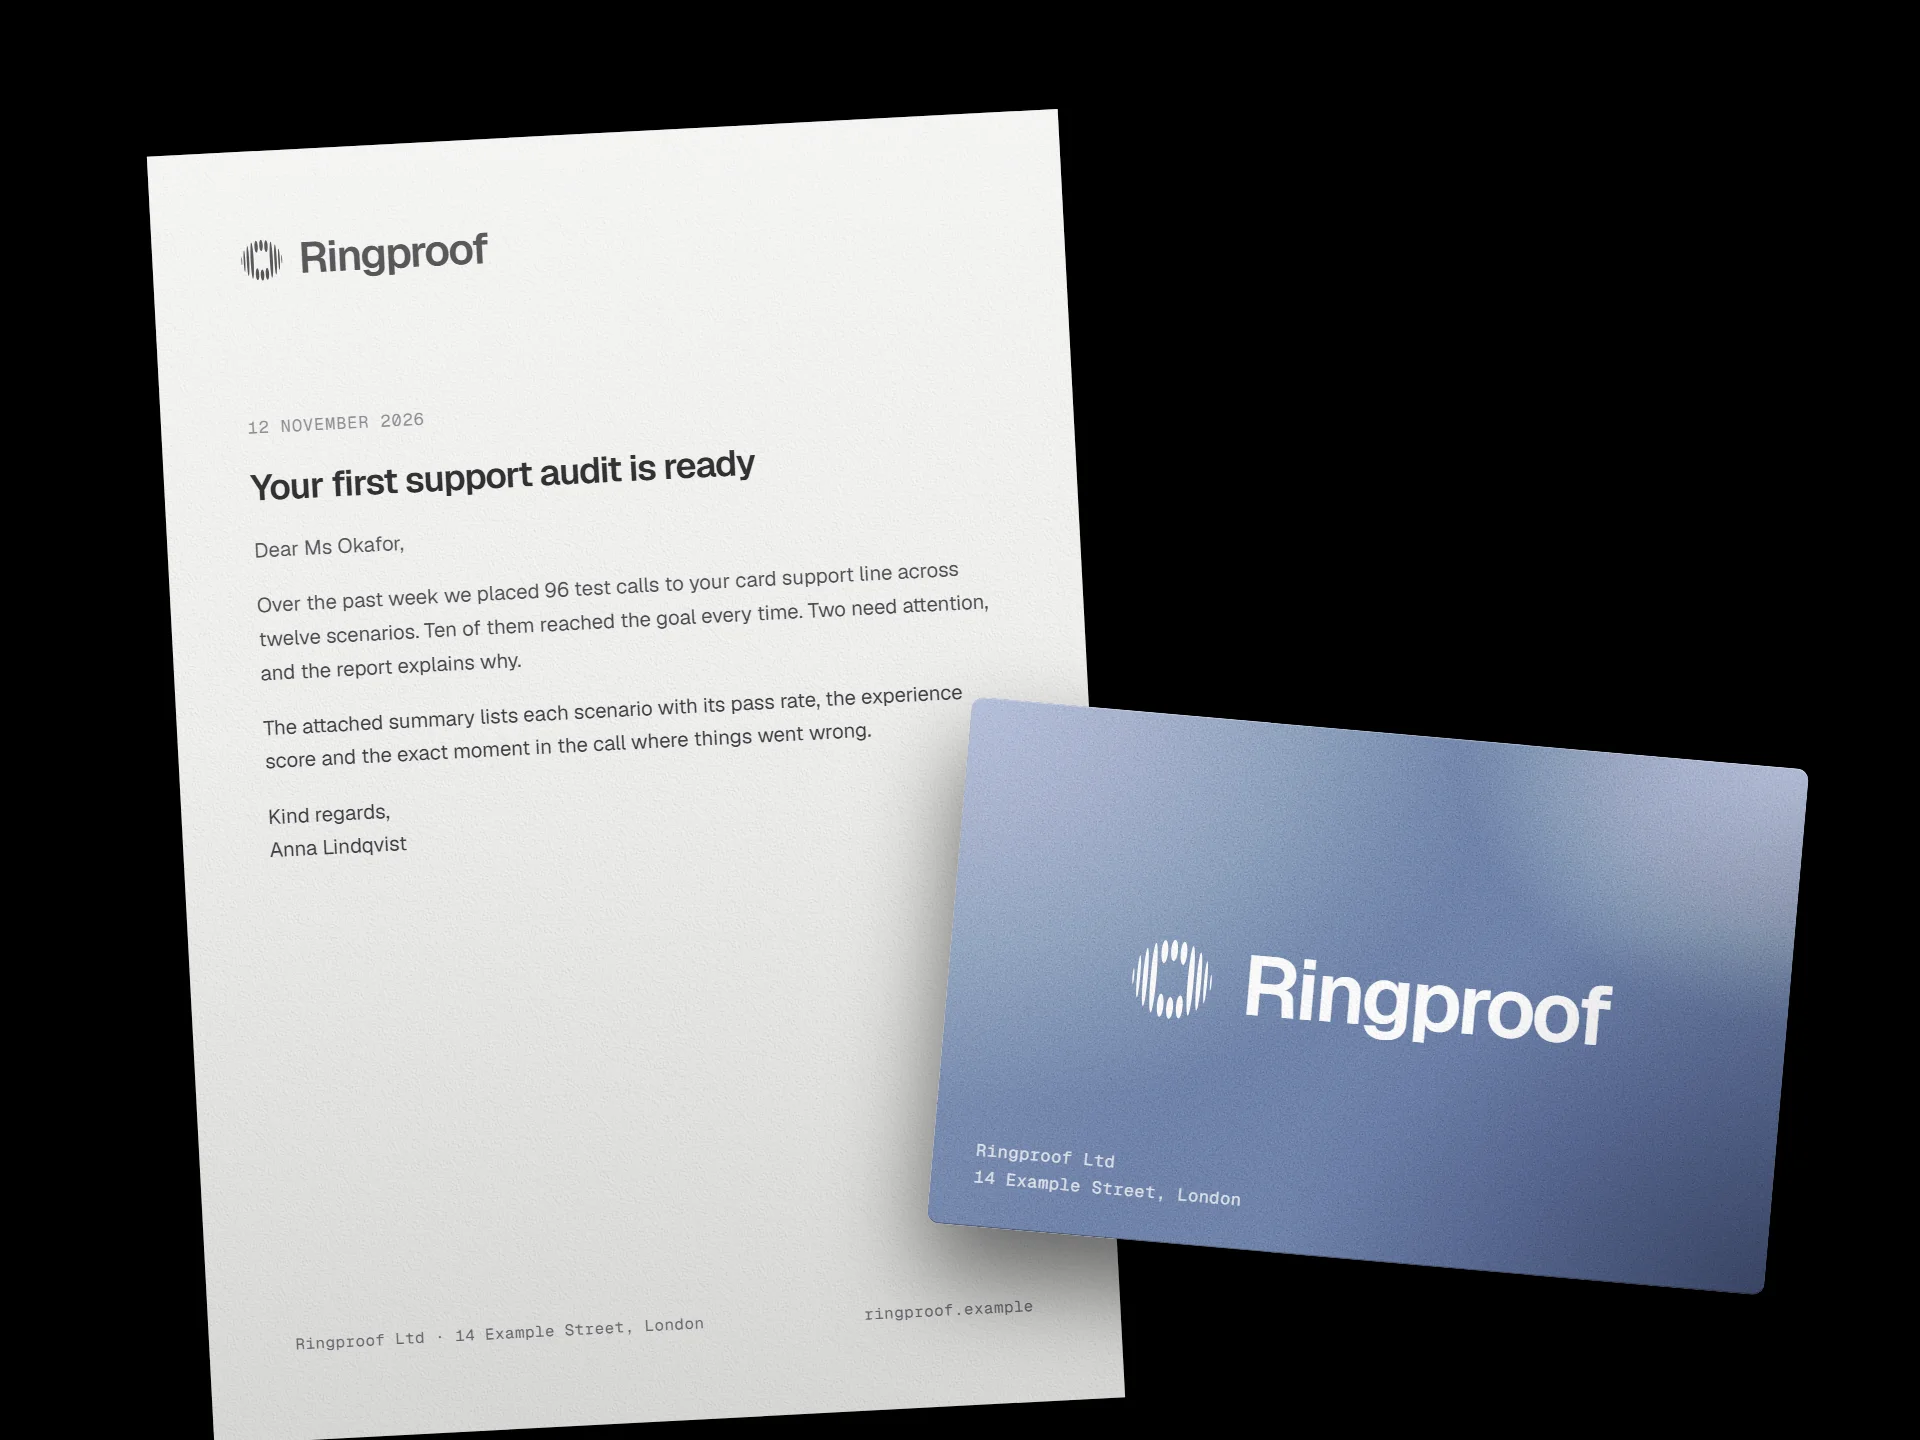 Ringproof
12 NOVEMBER 2026
Your first support audit is ready
Dear Ms Okafor,
Over the past week we placed 96 test calls to your card support line across
twelve scenarios. Ten of them reached the goal every time. Two need attention,
and the report explains why.
The attached summary lists each scenario with its pass rate, the experience
score and the exact moment in the call where things went wrong.
Kind regards,
Anna Lindqvist
Ringproof Ltd · 14 Example Street, London
ringproof.example
Ringproof
Ringproof Ltd
14 Example Street, London